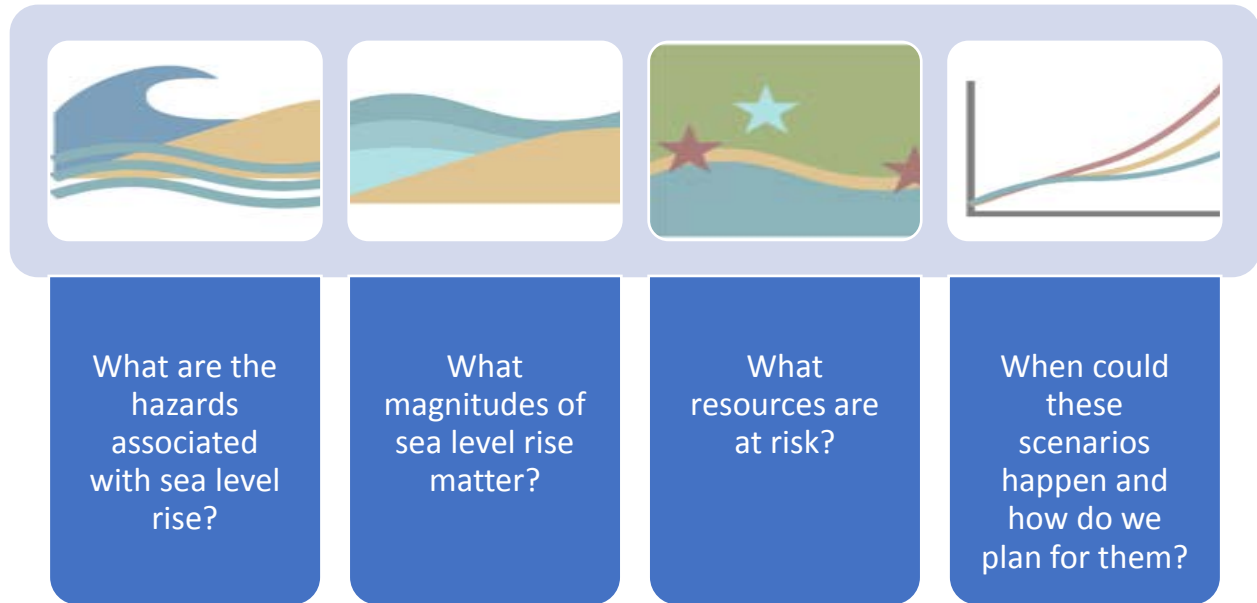 What are the
hazards
associated
with sea level
rise?
What
magnitudes of
sea level rise
matter?
What
resources are
at risk?
When could
these
scenarios
happen and
how do we
plan for them?